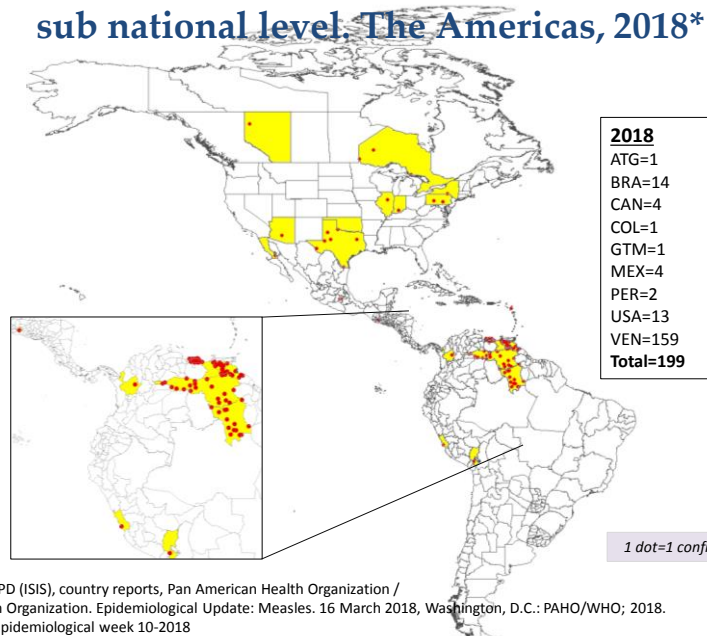 sub national level. The Americas, 2018*
2018
ATG=1
BRA=14
CAN=4
COL=1
GTM=1
MEX=4
PER=2
USA=13
VEN=159
Total=199
1 dot=1 confi
PD (ISIS), country reports, Pan American Health Organization /
n Organization. Epidemiological Update: Measles. 16 March 2018, Washington, D.C.: PAHO/WHO; 2018.
epidemiological week 10-2018